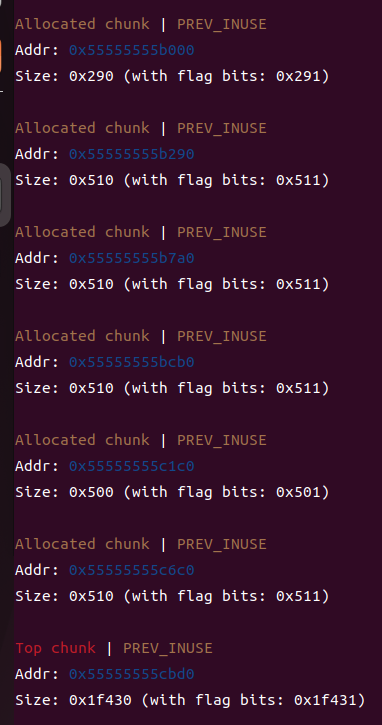 Allocated chunk | PREV_INUSE
Addr: 0x55555555b000
Size: 0x290 (with flag bits: 0x291)
Allocated chunk | PREV_INUSE
Addr: 0x55555555b290
Size: 0x510 (with flag bits: 0x511)
Allocated chunk | PREV_INUSE
Addr: 0x55555555b7a0
Size: 0x510 (with flag bits: 0x511)
Allocated chunk | PREV_INUSE
Addr: 0x55555555bcb0
Size: 0x510 (with flag bits: 0x511)
Allocated chunk | PREV_INUSE
Addr: 0x55555555c1c0
Size: 0x500 (with flag bits: 0x501)
Allocated chunk | PREV_INUSE
Addr: 0x55555555c6c0
Size: 0x510 (with flag bits: 0x511)
Top chunk | PREV_INUSE
Addr: 0x55555555cbd0
Size: 0x1f430 (with flag bits: 0x1f431)